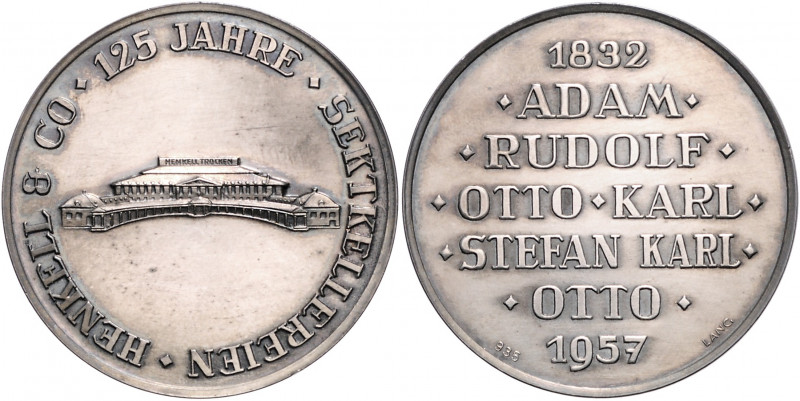 125 JAHRE · SEKTKELLEREIEN · HENKELL & CO ·
HENKELL TROCKEN
1832
· ADAM ·
· RUDOLF ·
· OTTO · KARL ·
· STEFAN KARL ·
· OTTO ·
1957
935
LANG